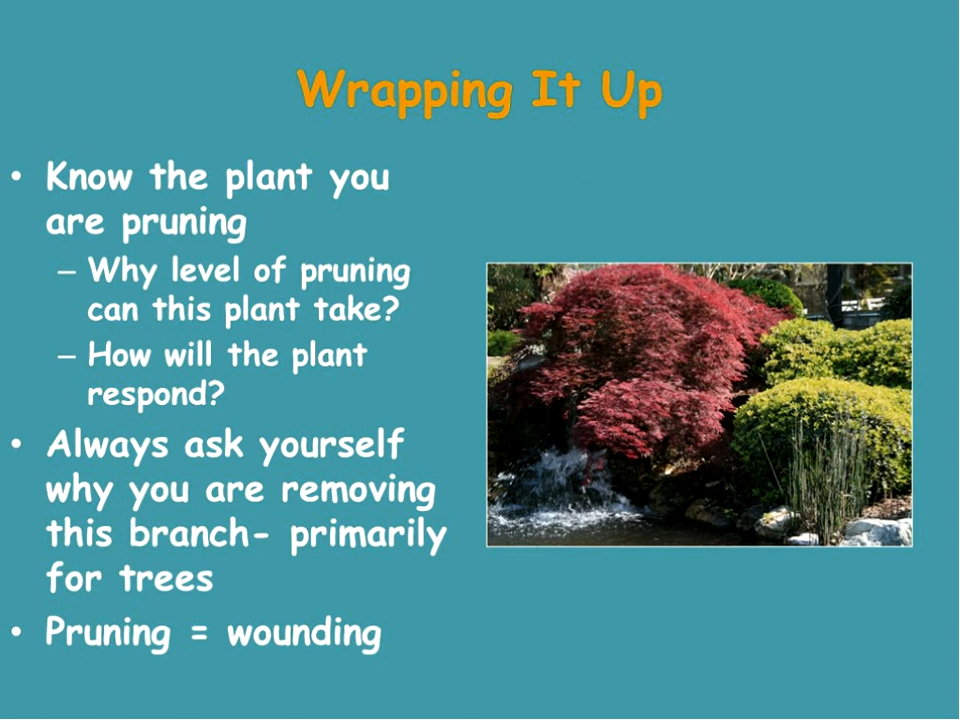 Wrapping It Up
• Know the plant you
are pruning
– Why level of pruning
can this plant take?
– How will the plant
respond?
• Always ask yourself
why you are removing
this branch- primarily
for trees
• Pruning = wounding